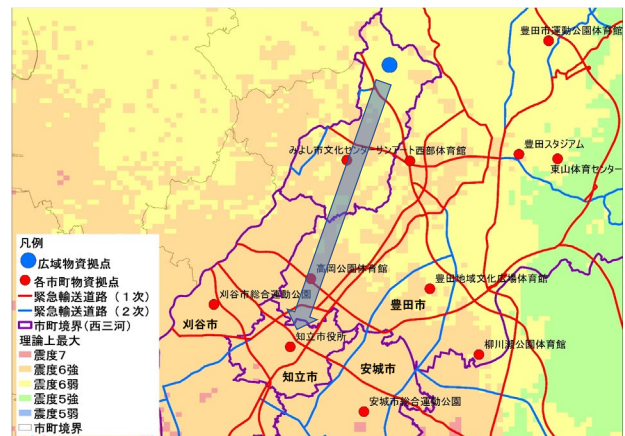 豊田市運動公園体育館
みよし市文化センターサンアート
西部体育館
豊田スタジアム
東山体育センター
凡例
広域物資拠点
各市町物資拠点
緊急輸送道路（１次）
緊急輸送道路（２次）
市町境界(西三河)
理論上最大
震度7
震度6強
震度6弱
震度5強
震度5弱
市町境界
高岡公園体育館
豊田地域文化広場体育館
刈谷市総合運動公園
豊田市
刈谷市
知立市役所
柳川瀬公園体育館
知立市
安城市
安城市総合運動公園